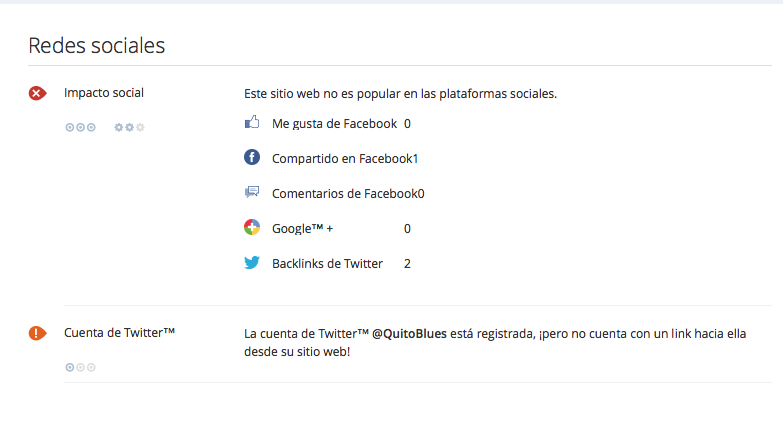 Redes sociales
Impacto social
Este sitio web no es popular en las plataformas sociales.
Me gusta de Facebook 0
Compartido en Facebook1
Comentarios de Facebook0
Google™ + 0
Backlinks de Twitter 2
Cuenta de Twitter™
La cuenta de Twitter™ @QuitoBlues está registrada, ¡pero no cuenta con un link hacia ella
desde su sitio web!